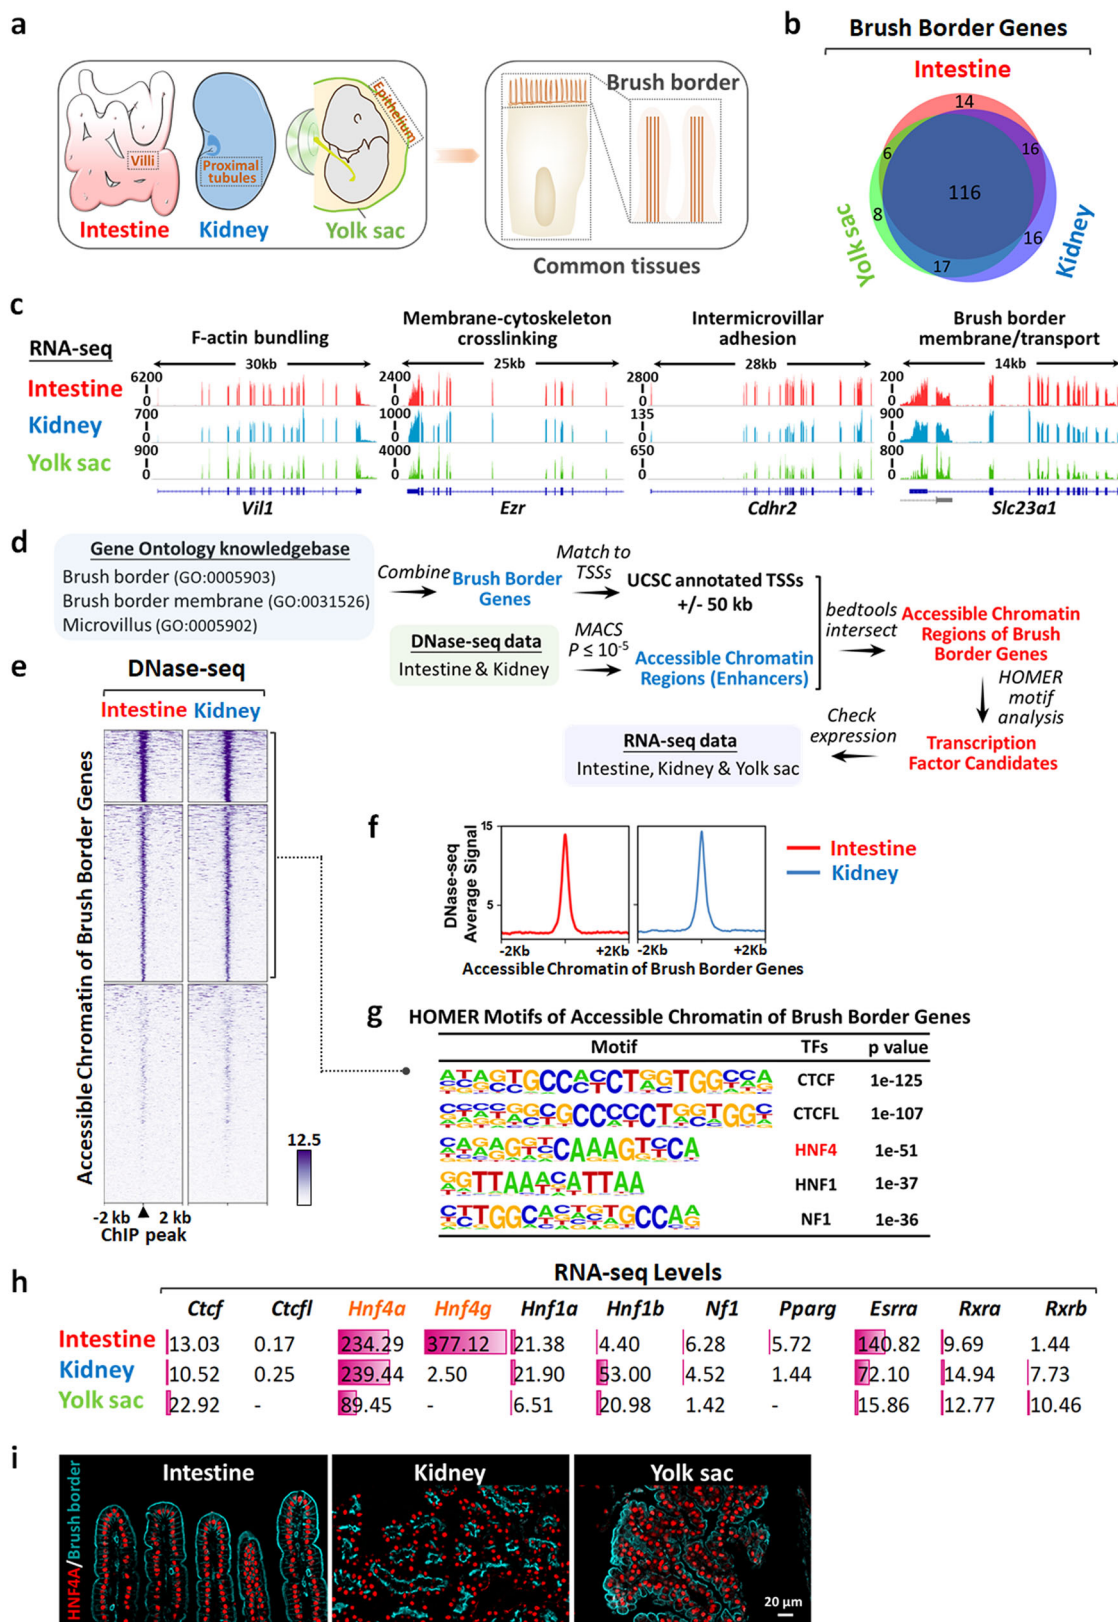 a
Villi
Proximal
tubules
Epithelium
Intestine
Kidney
Yolk sac
Brush border
Common tissues
b
Brush Border Genes
Intestine
14
6
16
116
8
16
17
Yolk sac
Kidney
c
RNA-seq
F-actin bundling
Membrane-cytoskeleton
crosslinking
Intermicrovillar
adhesion
Brush border
membrane/transport
30kb
25kb
28kb
14kb
Intestine
6200
0
2400
0
2800
0
200
0
Kidney
700
0
1000
0
135
0
900
0
Yolk sac
900
0
4000
0
650
0
800
0
Vil1
Ezr
Cdhr2
Slc23a1
d
Gene Ontology knowledgebase
Brush border (GO:0005903)
Brush border membrane (GO:0031526)
Microvillus (GO:0005902)
Combine
Brush Border
Genes
Match to
TSSs
UCSC annotated TSSs
+/- 50 kb
DNase-seq data
Intestine & Kidney
MACS
P ≤ 10-5
Accessible Chromatin
Regions (Enhancers)
bedtools
intersect
Accessible Chromatin
Regions of Brush
Border Genes
HOMER
motif
analysis
Transcription
Factor Candidates
Check
expression
RNA-seq data
Intestine, Kidney & Yolk sac
e
DNase-seq
Intestine Kidney
Accessible Chromatin of Brush Border Genes
12.5
-2 kb
2 kb
ChIP peak
f
DNase-seq
Average Signal
15
5
-2Kb
+2Kb
-2Kb
+2Kb
Accessible Chromatin of Brush Border Genes
Intestine
Kidney
g
HOMER Motifs of Accessible Chromatin of Brush Border Genes
Motif TFs p value
CTCF 1e-125
CTCFL 1e-107
HNF4 1e-51
HNF1 1e-37
NF1 1e-36
h
RNA-seq Levels
Ctcf Ctcfl Hnf4a Hnf4g Hnf1a Hnf1b Nf1 Pparg Esrra Rxra Rxrb
Intestine 13.03 0.17 234.29 377.12 21.38 4.40 6.28 5.72 140.82 9.69 1.44
Kidney 10.52 0.25 239.44 2.50 21.90 53.00 4.52 1.44 72.10 14.94 7.73
Yolk sac 22.92 - 89.45 - 6.51 20.98 1.42 - 15.86 12.77 10.46
i
HNF4A/Brush border
Intestine
Kidney
Yolk sac
20 µm